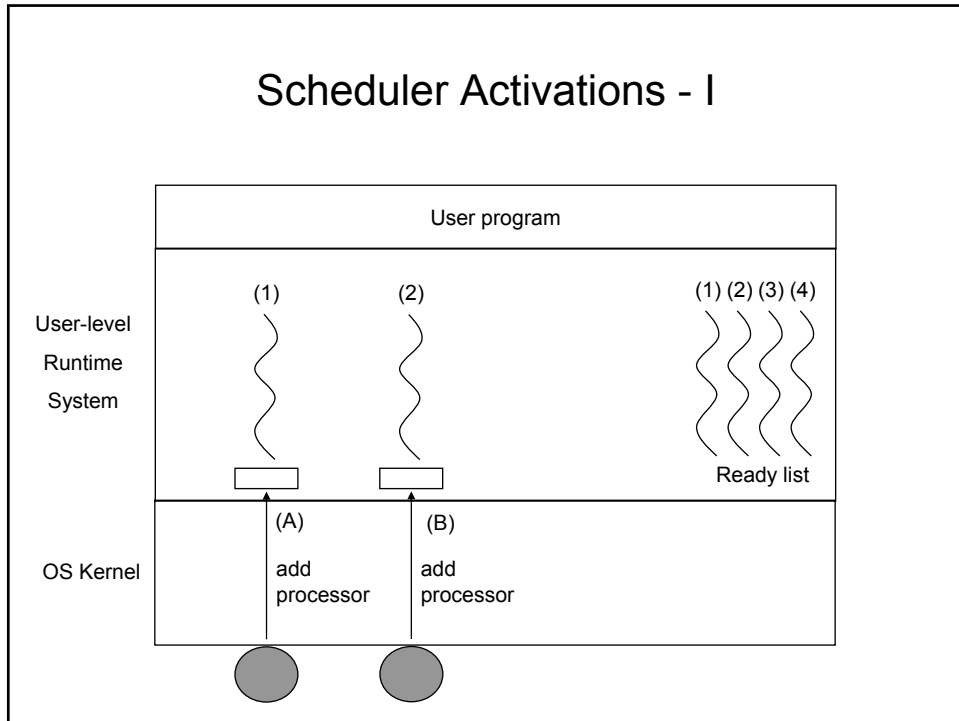 Scheduler Activations - I
User program
(1)
(2)
(1) (2) (3) (4)
User-level
Runtime
System
Ready list
(A)
(B)
OS Kernel
add
processor
add
processor